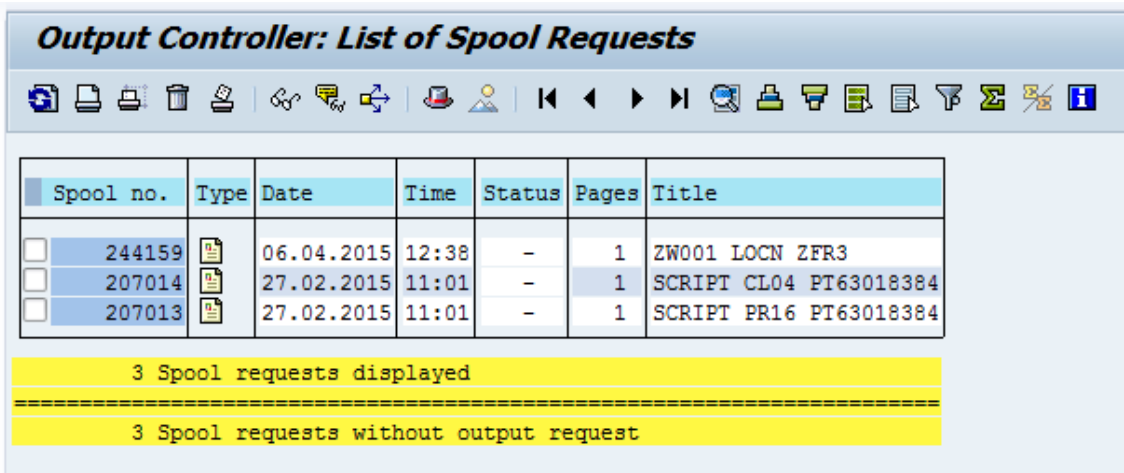 Output Controller: List of Spool Requests
Spool no. Type Date Time Status Pages Title
244159 06.04.2015 12:38 - 1 ZW001 LOCN ZFR3
207014 27.02.2015 11:01 - 1 SCRIPT CL04 PT63018384
207013 27.02.2015 11:01 - 1 SCRIPT PR16 PT63018384
3 Spool requests displayed
3 Spool requests without output request